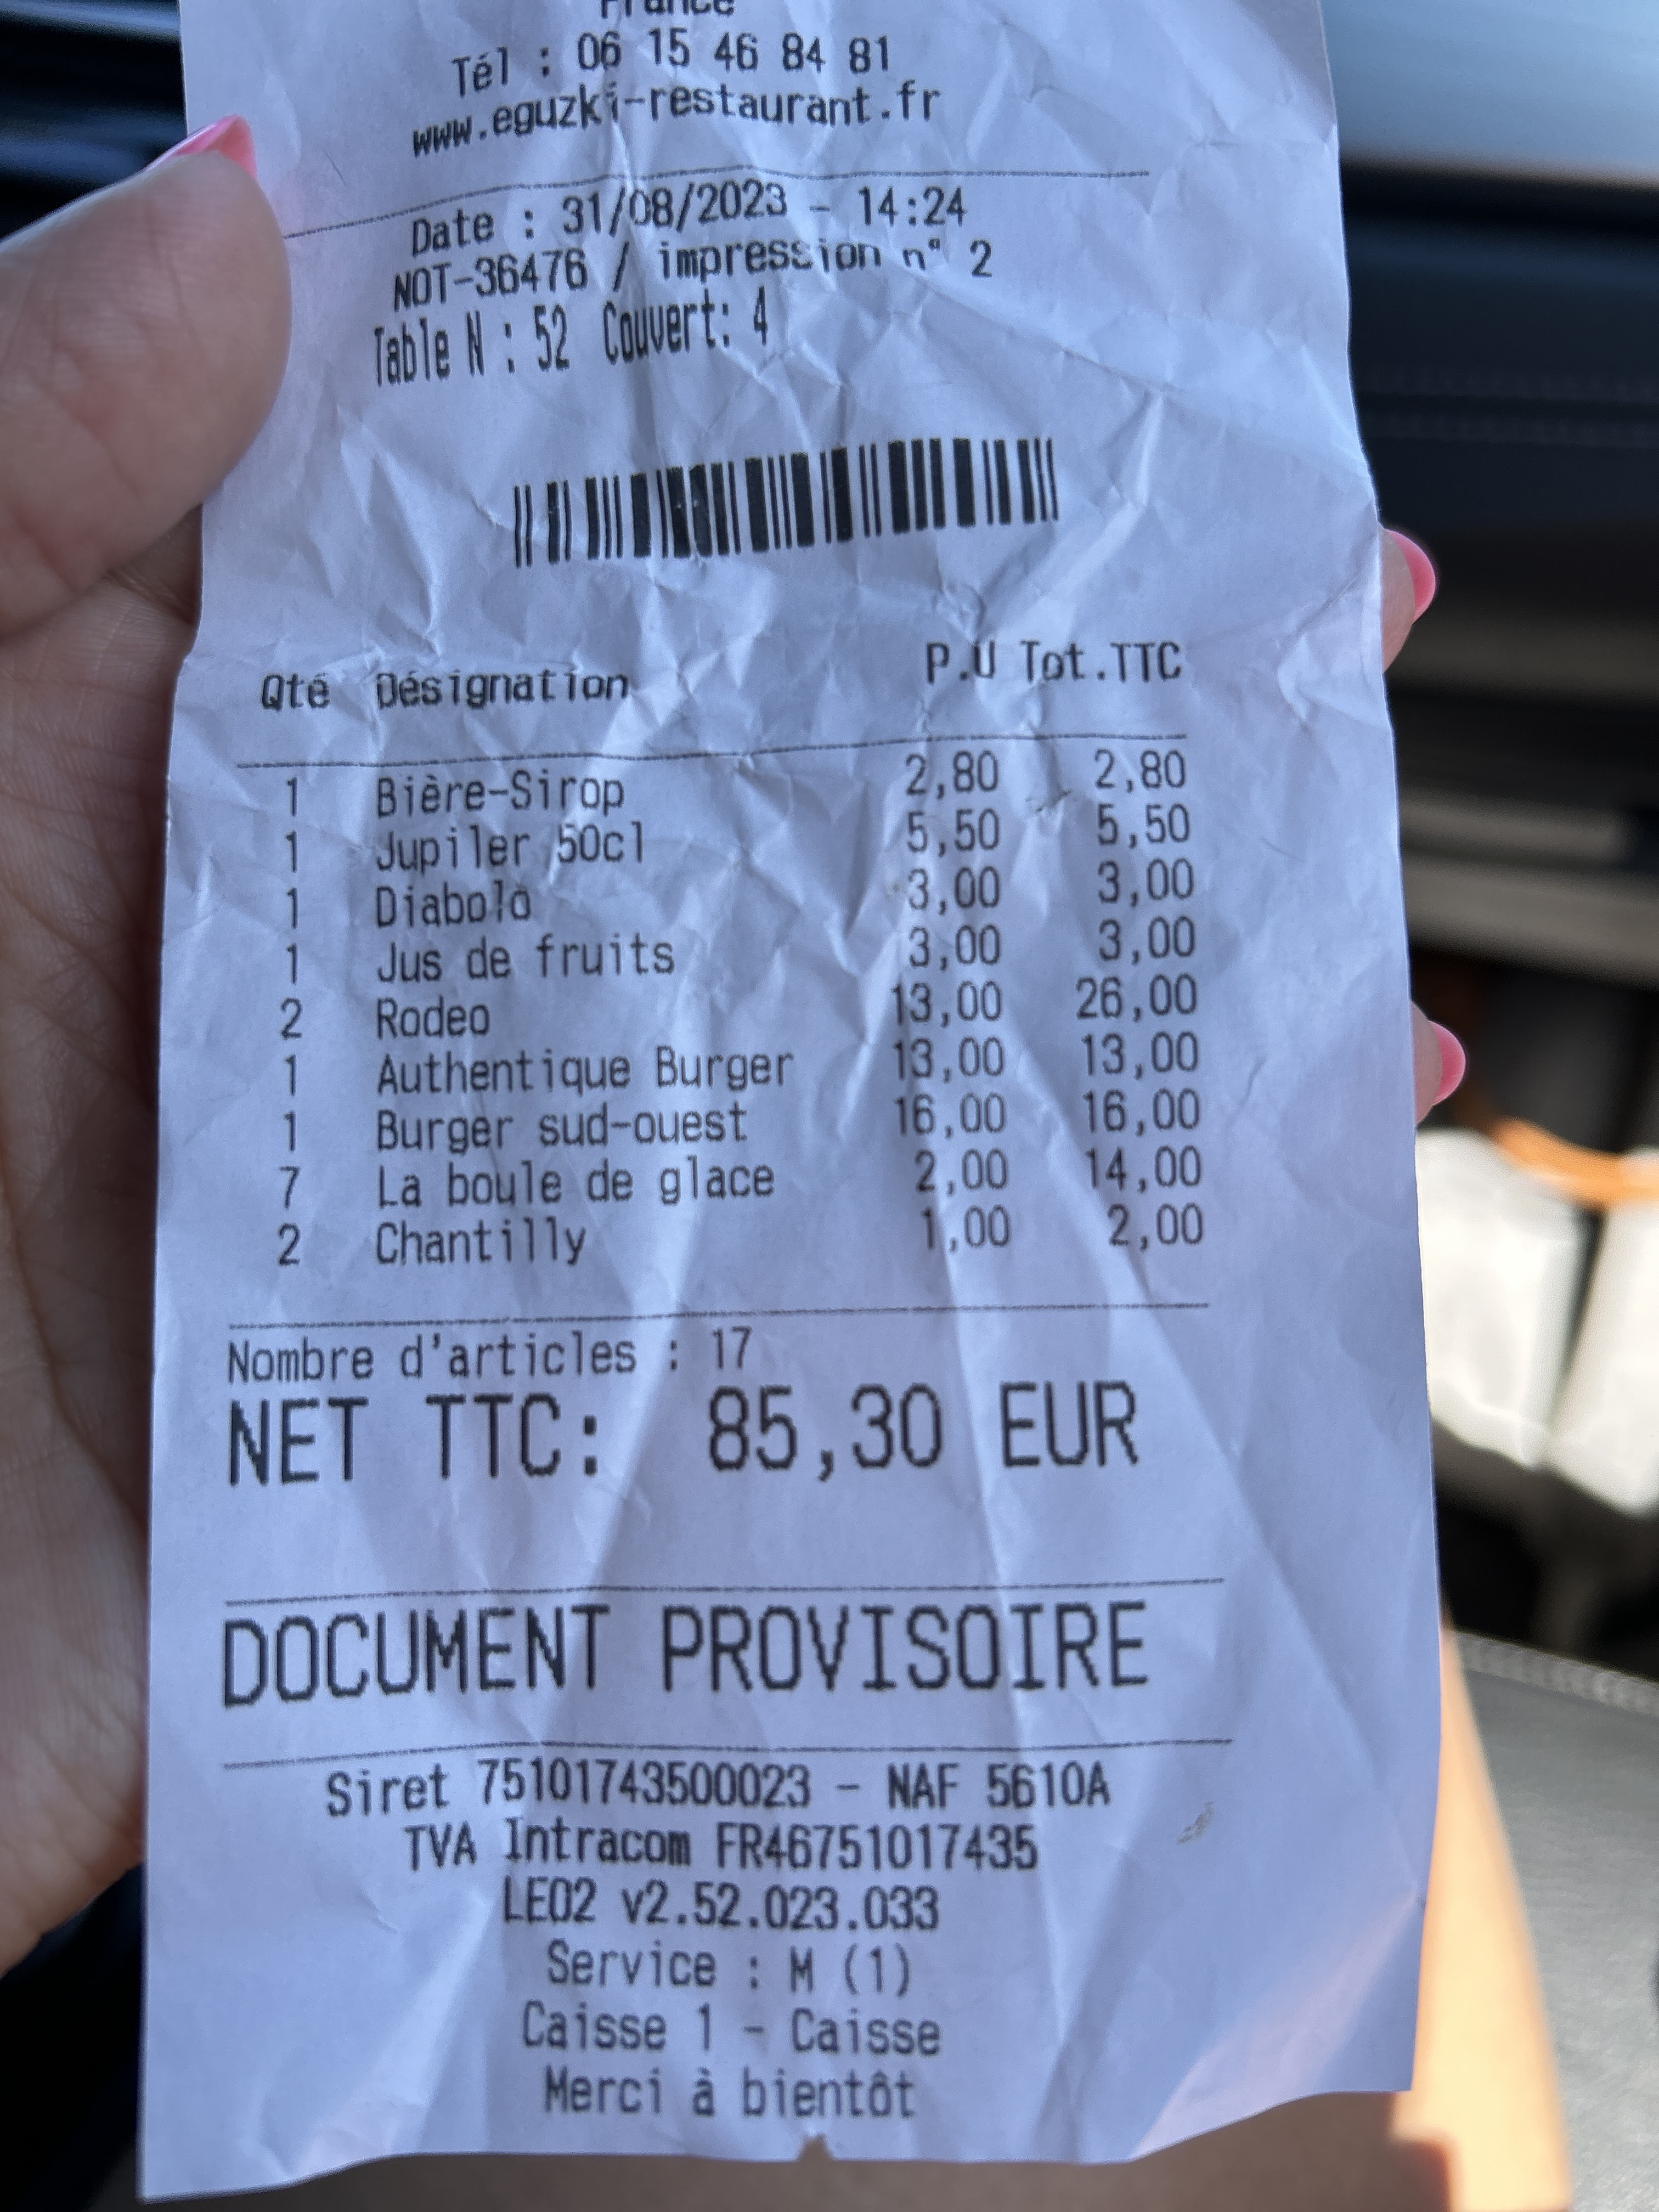 France
Tél : 06 15 46 84 81
www.eguzki-restaurant.fr
Date : 31/08/2023 - 14:24
NOT-36476 / impression n° 2
Table N : 52 Couvert: 4
Qté Désignation P.U Tot.TTC
1 Bière-Sirop 2,80 2,80
1 Jupiler 50cl 5,50 5,50
1 Diabolo 3,00 3,00
1 Jus de fruits 3,00 3,00
2 Rodeo 13,00 26,00
1 Authentique Burger 13,00 13,00
1 Burger sud-ouest 16,00 16,00
7 La boule de glace 2,00 14,00
2 Chantilly 1,00 2,00
Nombre d'articles : 17
NET TTC: 85,30 EUR
DOCUMENT PROVISOIRE
Siret 75101743500023 - NAF 5610A
TVA Intracom FR46751017435
LEO2 v2.52.023.033
Service : M (1)
Caisse 1 - Caisse
Merci à bientôt